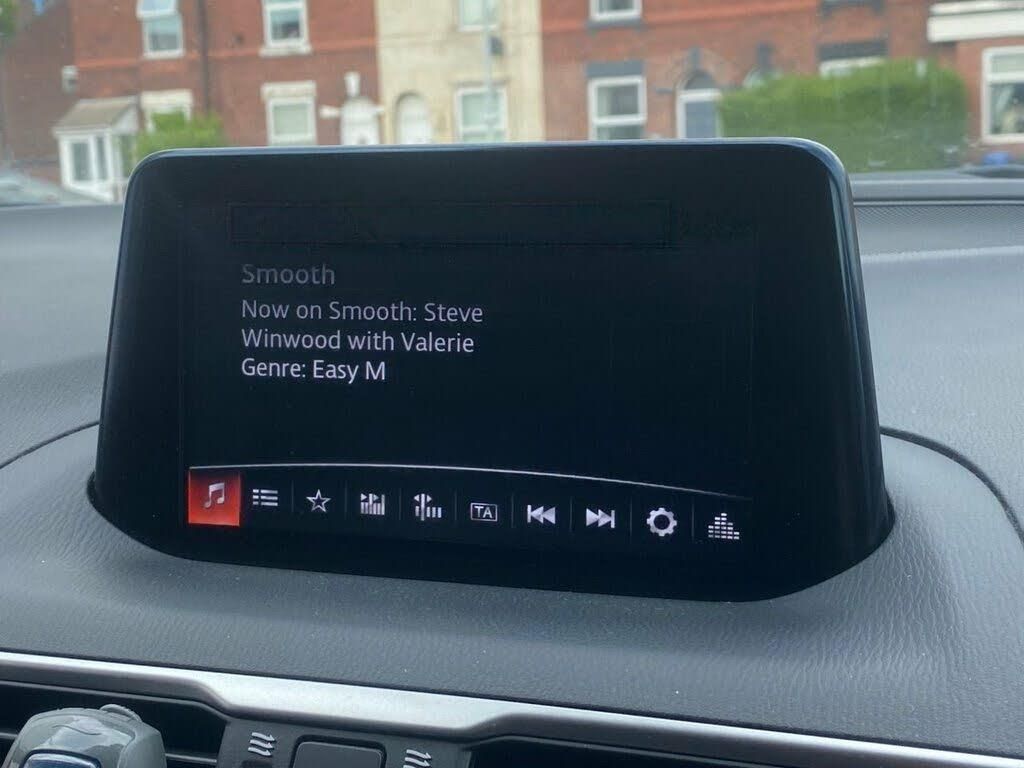 Smooth
Now on Smooth: Steve
Winwood with Valerie
Genre: Easy M
TA